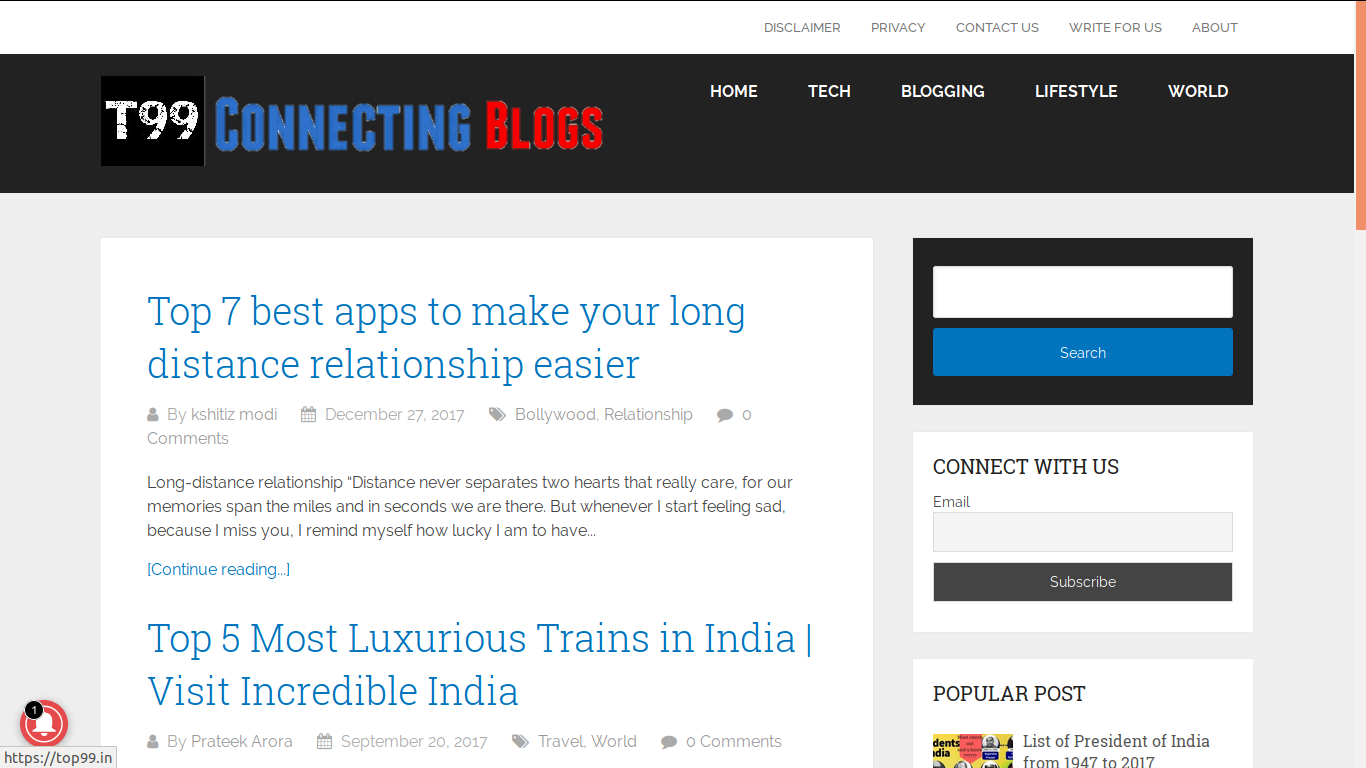 DISCLAIMER PRIVACY CONTACT US WRITE FOR US ABOUT
T99 CONNECTING BLOGS
HOME TECH BLOGGING LIFESTYLE WORLD
Top 7 best apps to make your long
distance relationship easier
By kshitiz modi December 27, 2017 Bollywood, Relationship 0
Comments
Long-distance relationship “Distance never separates two hearts that really care, for our
memories span the miles and in seconds we are there. But whenever I start feeling sad,
because I miss you, I remind myself how lucky I am to have...
[Continue reading...]
Top 5 Most Luxurious Trains in India |
Visit Incredible India
By Prateek Arora September 20, 2017 Travel, World 0 Comments
Search
CONNECT WITH US
Email
Subscribe
POPULAR POST
List of President of India
from 1947 to 2017
1
https://top99.in